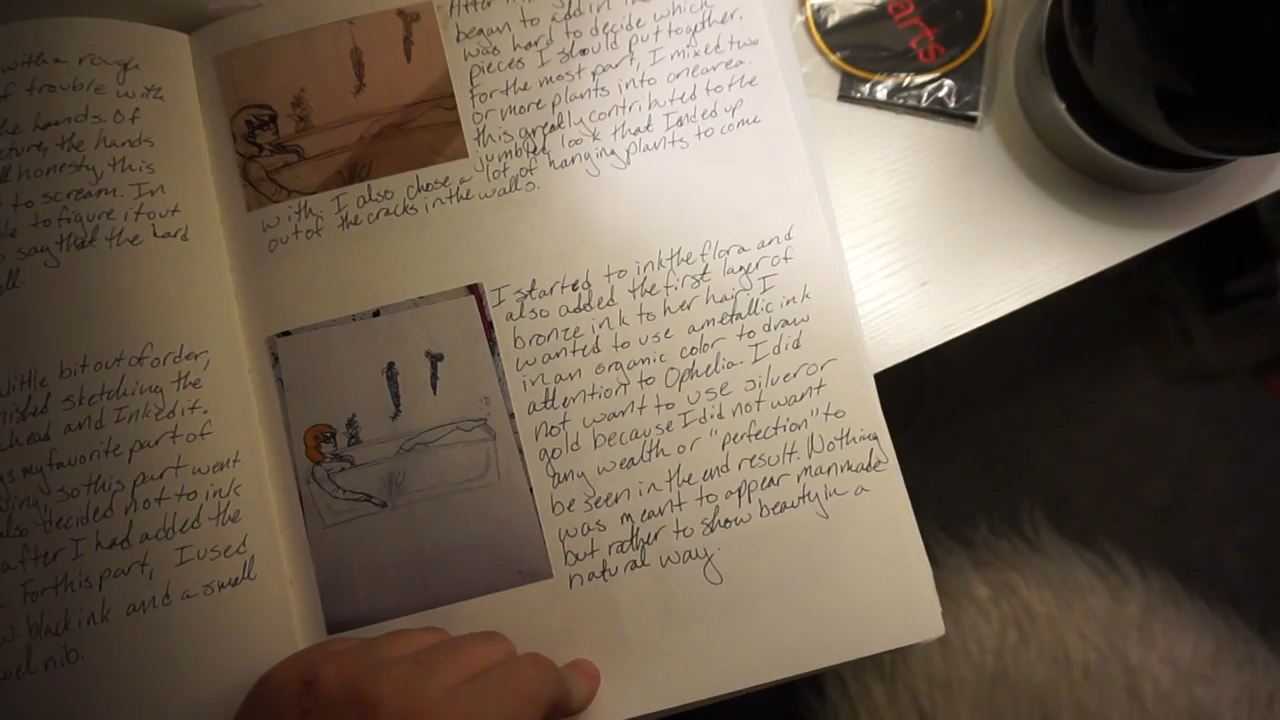 with a rough
f trouble with
he hands. Of
cture, the hands
ll honesty, this
to scream. In
le to figure it out
o say that the hard
ell.
little bit out of order,
nished sketching the
head and Inked it.
as my favorite part of
so this part went
also decided not to ink
after I had added the
For this part, I used
black ink and a small
nib.
After
began to add in
was hard to decide which
pieces I should put together.
For the most part, I mixed two
or more plants into one area.
this greatly contributed to the
jumbled look that I ended up
with. I also chose a lot of hanging plants to come
out of the cracks in the walls.
I started to ink the flora and
also added the first layer of
bronze ink to her hair. I
wanted to use a metallic ink
in an organic color to draw
attention to Ophelia. I did
not want to use silver or
gold because I did not want
any wealth or "perfection" to
be seen in the end result. Nothing
was meant to appear manmade
but rather to show beauty in a
natural way.
arts